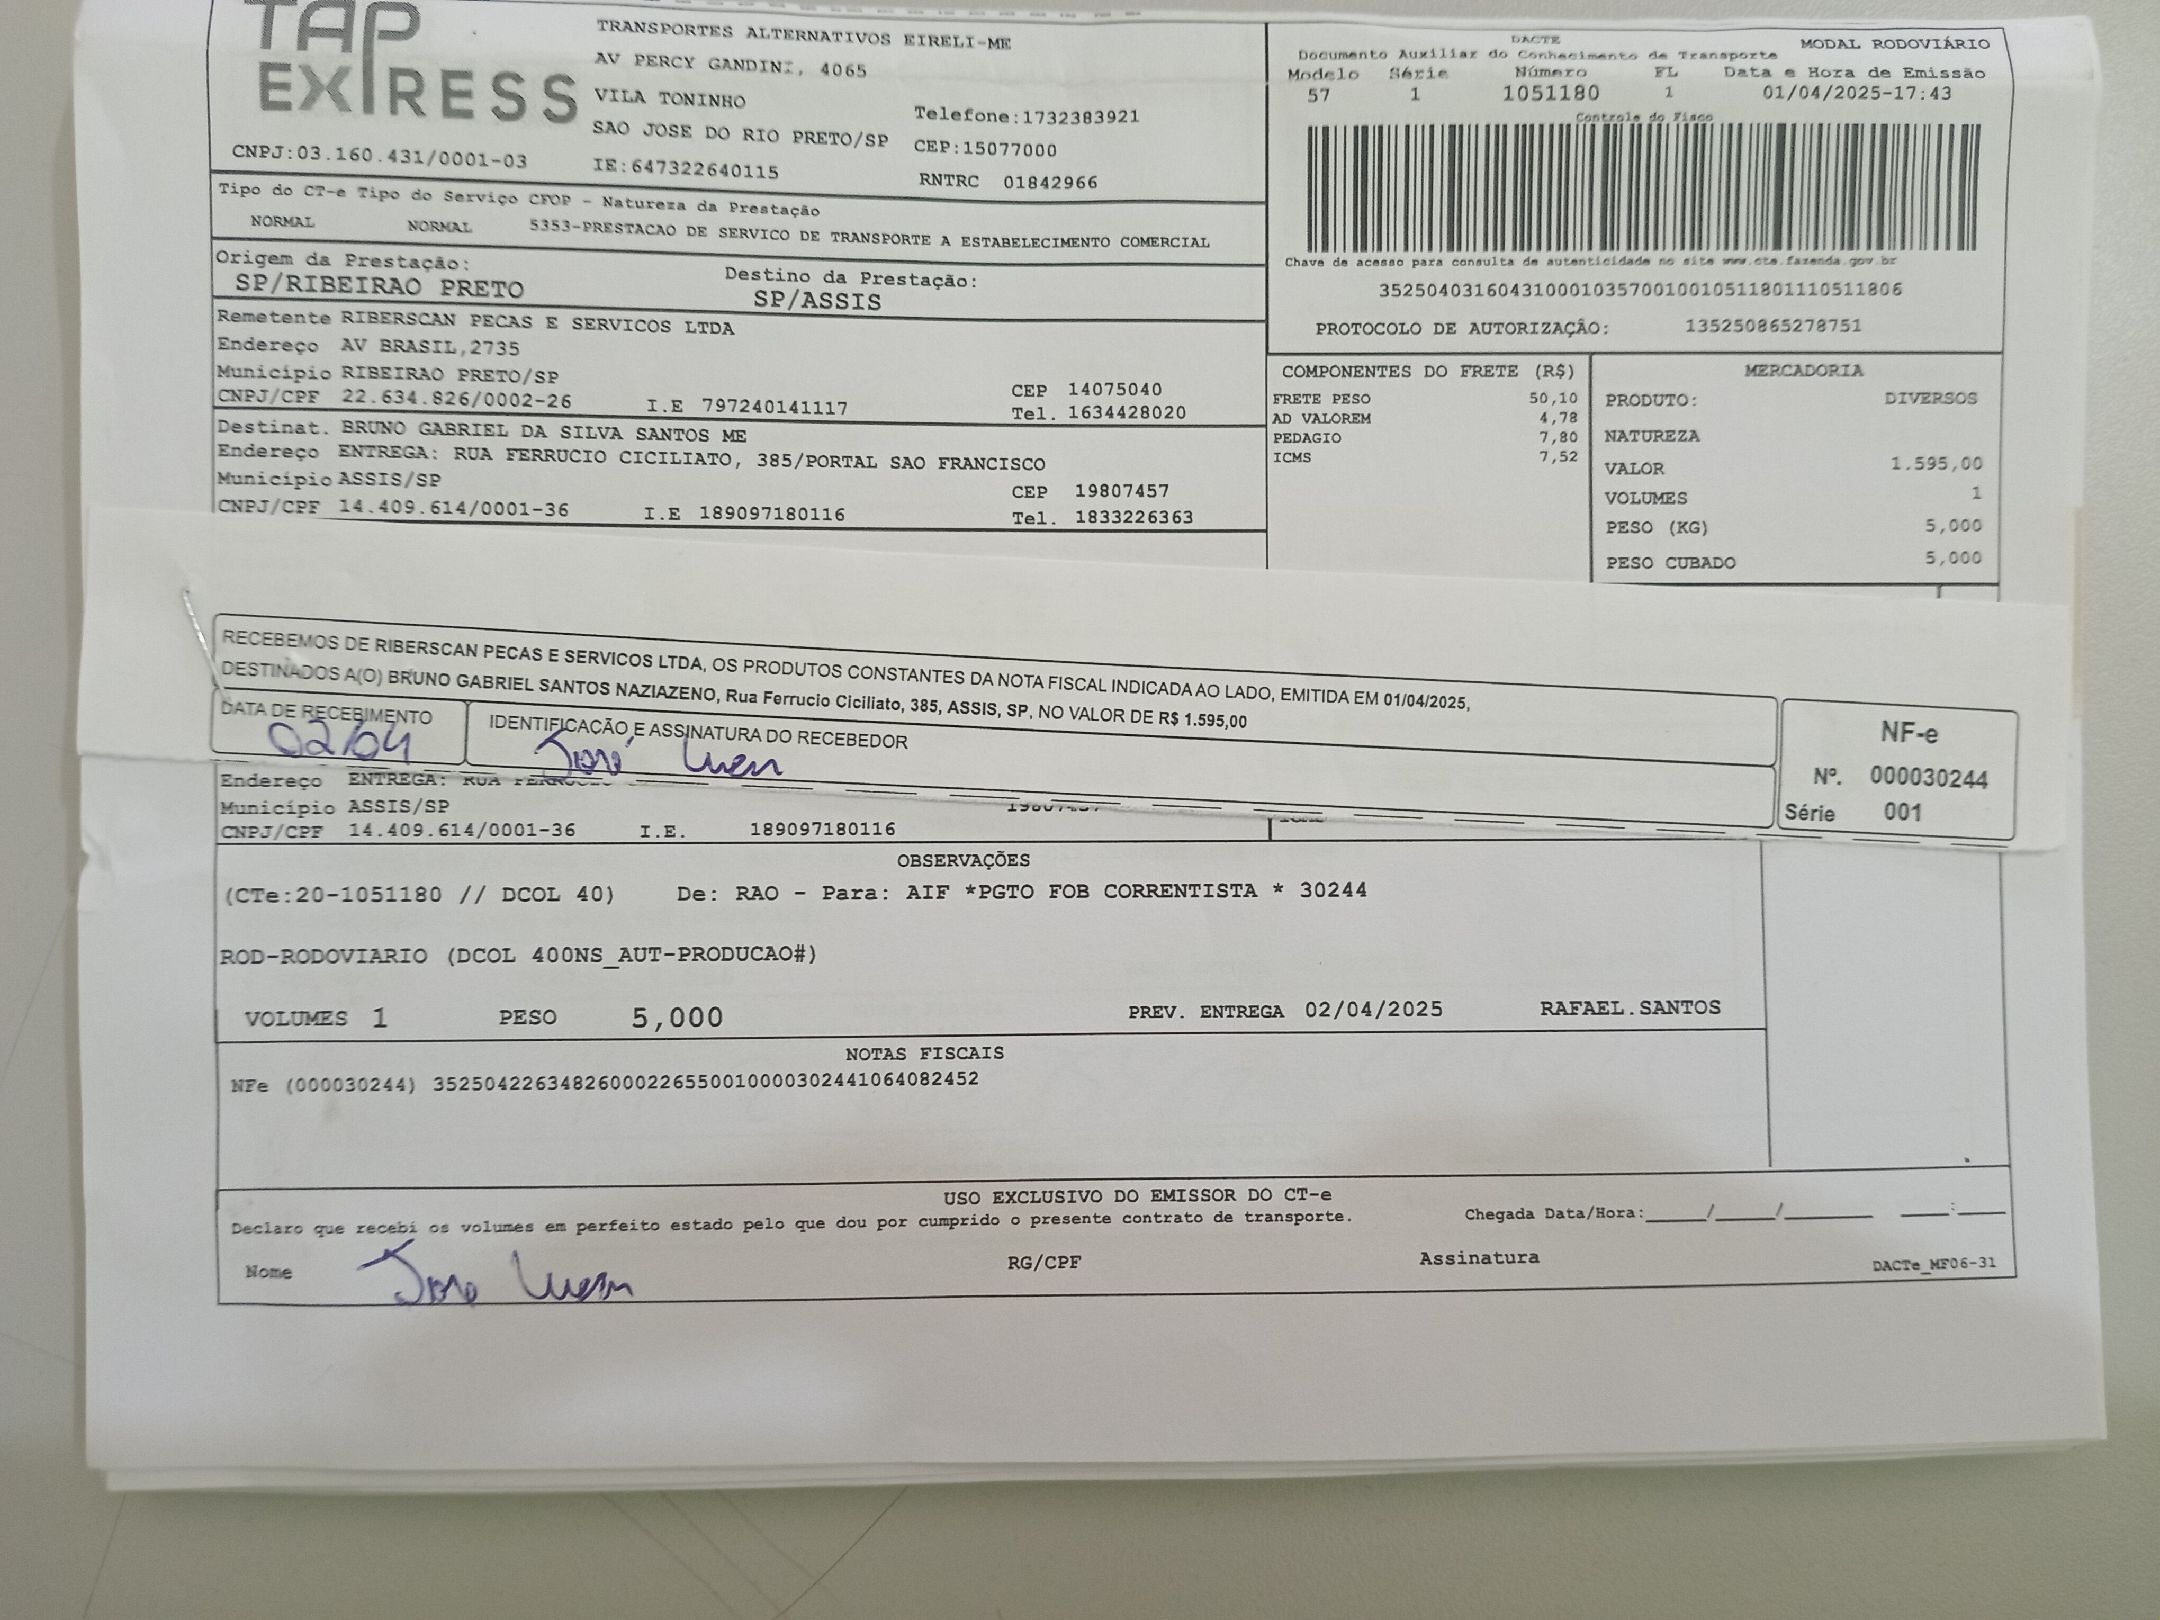 TAP EXPRESS
TRANSPORTES ALTERNATIVOS EIRELI-ME
AV PERCY GANDINI, 4065
VILA TONINHO
SAO JOSE DO RIO PRETO/SP
Telefone:1732383921
CEP:15077000
CNPJ:03.160.431/0001-03
IE:647322640115
RNTRC 01842966
DACTE
MODAL RODOVIÁRIO
Documento Auxiliar do Conhecimento de Transporte
Modelo Série Número FL Data e Hora de Emissão
57 1 1051180 1 01/04/2025-17:43
Controle do Fisco
Chave de acesso para consulta de autenticidade no site www.cte.fazenda.gov.br
35250403160431000103570010010511801110511806
PROTOCOLO DE AUTORIZAÇÃO: 135250865278751
Tipo do CT-e Tipo do Serviço CFOP - Natureza da Prestação
NORMAL NORMAL 5353-PRESTACAO DE SERVICO DE TRANSPORTE A ESTABELECIMENTO COMERCIAL
Origem da Prestação: Destino da Prestação:
SP/RIBEIRAO PRETO SP/ASSIS
Remetente RIBERSCAN PECAS E SERVICOS LTDA
Endereço AV BRASIL,2735
Município RIBEIRAO PRETO/SP CEP 14075040
CNPJ/CPF 22.634.826/0002-26 I.E 797240141117 Tel. 1634428020
Destinat. BRUNO GABRIEL DA SILVA SANTOS ME
Endereço ENTREGA: RUA FERRUCIO CICILIATO, 385/PORTAL SAO FRANCISCO
Município ASSIS/SP CEP 19807457
CNPJ/CPF 14.409.614/0001-36 I.E 189097180116 Tel. 1833226363
COMPONENTES DO FRETE (R$)
FRETE PESO 50,10
AD VALOREM 4,78
PEDAGIO 7,80
ICMS 7,52
MERCADORIA
PRODUTO: DIVERSOS
NATUREZA
VALOR 1.595,00
VOLUMES 1
PESO (KG) 5,000
PESO CUBADO 5,000
RECEBEMOS DE RIBERSCAN PECAS E SERVICOS LTDA, OS PRODUTOS CONSTANTES DA NOTA FISCAL INDICADA AO LADO, EMITIDA EM 01/04/2025,
DESTINADOS A(O) BRUNO GABRIEL SANTOS NAZIAZENO, Rua Ferrucio Ciciliato, 385, ASSIS, SP, NO VALOR DE R$ 1.595,00
DATA DE RECEBIMENTO IDENTIFICAÇÃO E ASSINATURA DO RECEBEDOR
02/04
NF-e
Nº. 000030244
Série 001
Endereço ENTREGA: RUA
Município ASSIS/SP
CNPJ/CPF 14.409.614/0001-36 I.E. 189097180116
OBSERVAÇÕES
(CTe:20-1051180 // DCOL 40) De: RAO - Para: AIF *PGTO FOB CORRENTISTA * 30244
ROD-RODOVIARIO (DCOL 400NS_AUT-PRODUCAO#)
VOLUMES 1 PESO 5,000 PREV. ENTREGA 02/04/2025 RAFAEL.SANTOS
NOTAS FISCAIS
NFe (000030244) 35250422634826000226550010000302441064082452
USO EXCLUSIVO DO EMISSOR DO CT-e
Declaro que recebi os volumes em perfeito estado pelo que dou por cumprido o presente contrato de transporte.
Chegada Data/Hora:____/____/______ ____:____
Nome RG/CPF Assinatura
DACTe_MF06-31